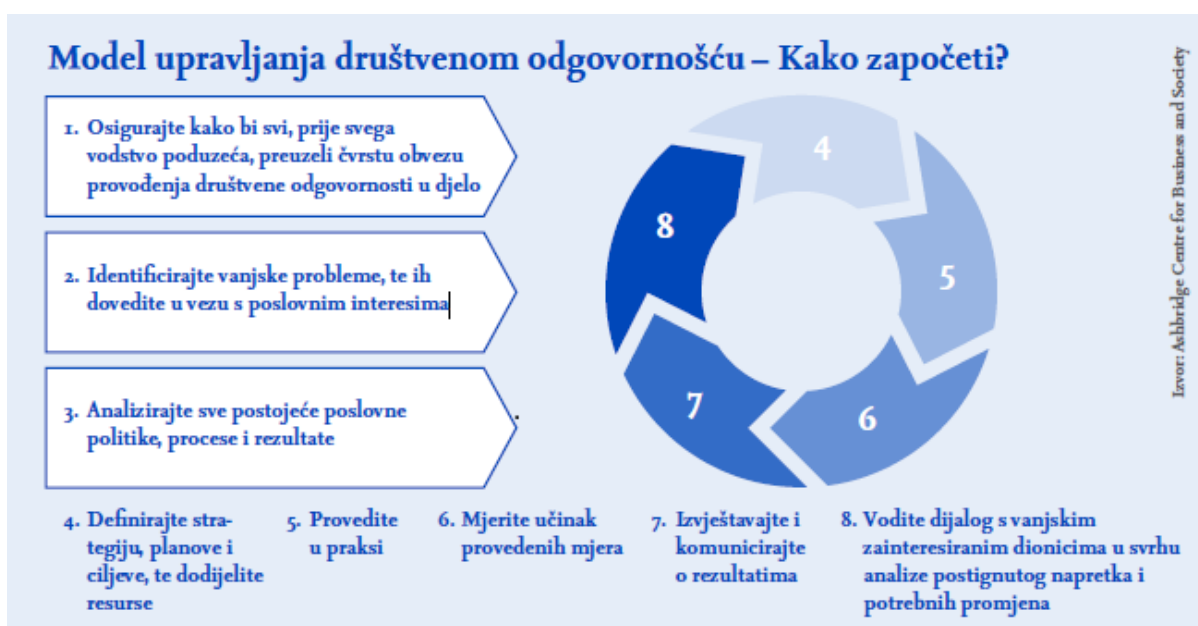 Model upravljanja društvenom odgovornošću – Kako započeti?
1. Osigurajte kako bi svi, prije svega
vodstvo poduzeća, preuzeli čvrstu obvezu
provođenja društvene odgovornosti u djelo
2. Identificirajte vanjske probleme, te ih
dovedite u vezu s poslovnim interesima
3. Analizirajte sve postojeće poslovne
politike, procese i rezultate
4
5
6
7
8
4. Definirajte stra-
tegiju, planove i
ciljeve, te dodijelite
resurse
5. Provedite
u praksi
6. Mjerite učinak
provedenih mjera
7. Izvještavajte i
komunicirajte
o rezultatima
8. Vodite dijalog s vanjskim
zainteresiranim dionicima u svrhu
analize postignutog napretka i
potrebnih promjena
Izvor: Ashbridge Centre for Business and Society